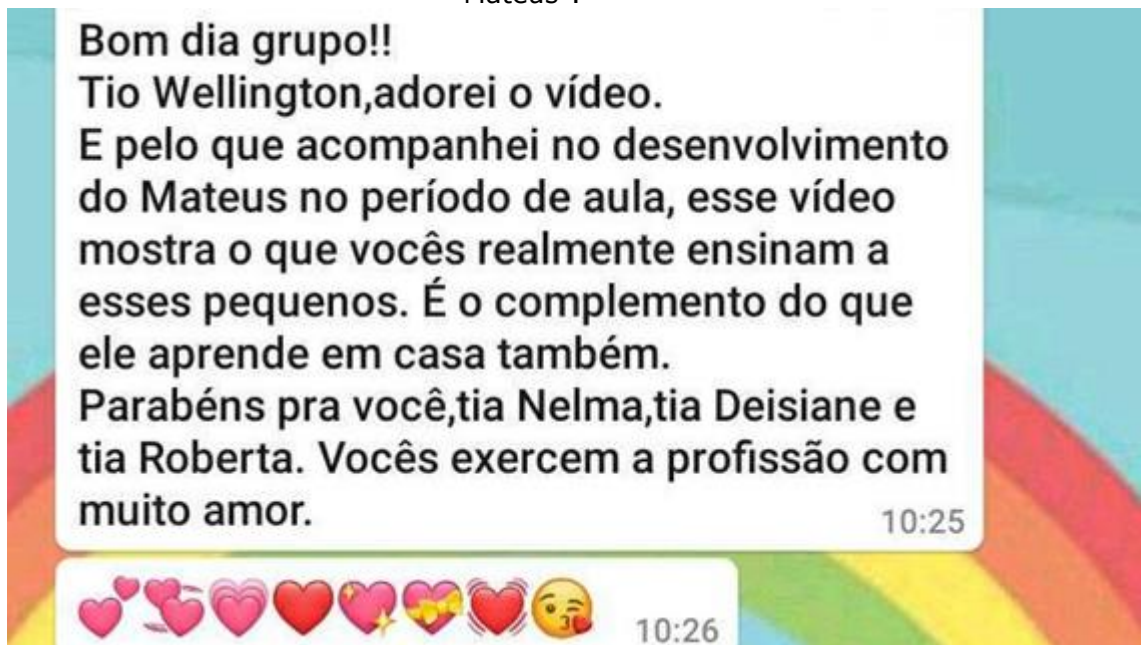 Bom dia grupo!!
Tio Wellington,adorei o vídeo.
E pelo que acompanhei no desenvolvimento
do Mateus no período de aula, esse vídeo
mostra o que vocês realmente ensinam a
esses pequenos. É o complemento do que
ele aprende em casa também.
Parabéns pra você,tia Nelma,tia Deisiane e
tia Roberta. Vocês exercem a profissão com
muito amor.
10:25
💕💞💗❤️💖💝💓😘 10:26